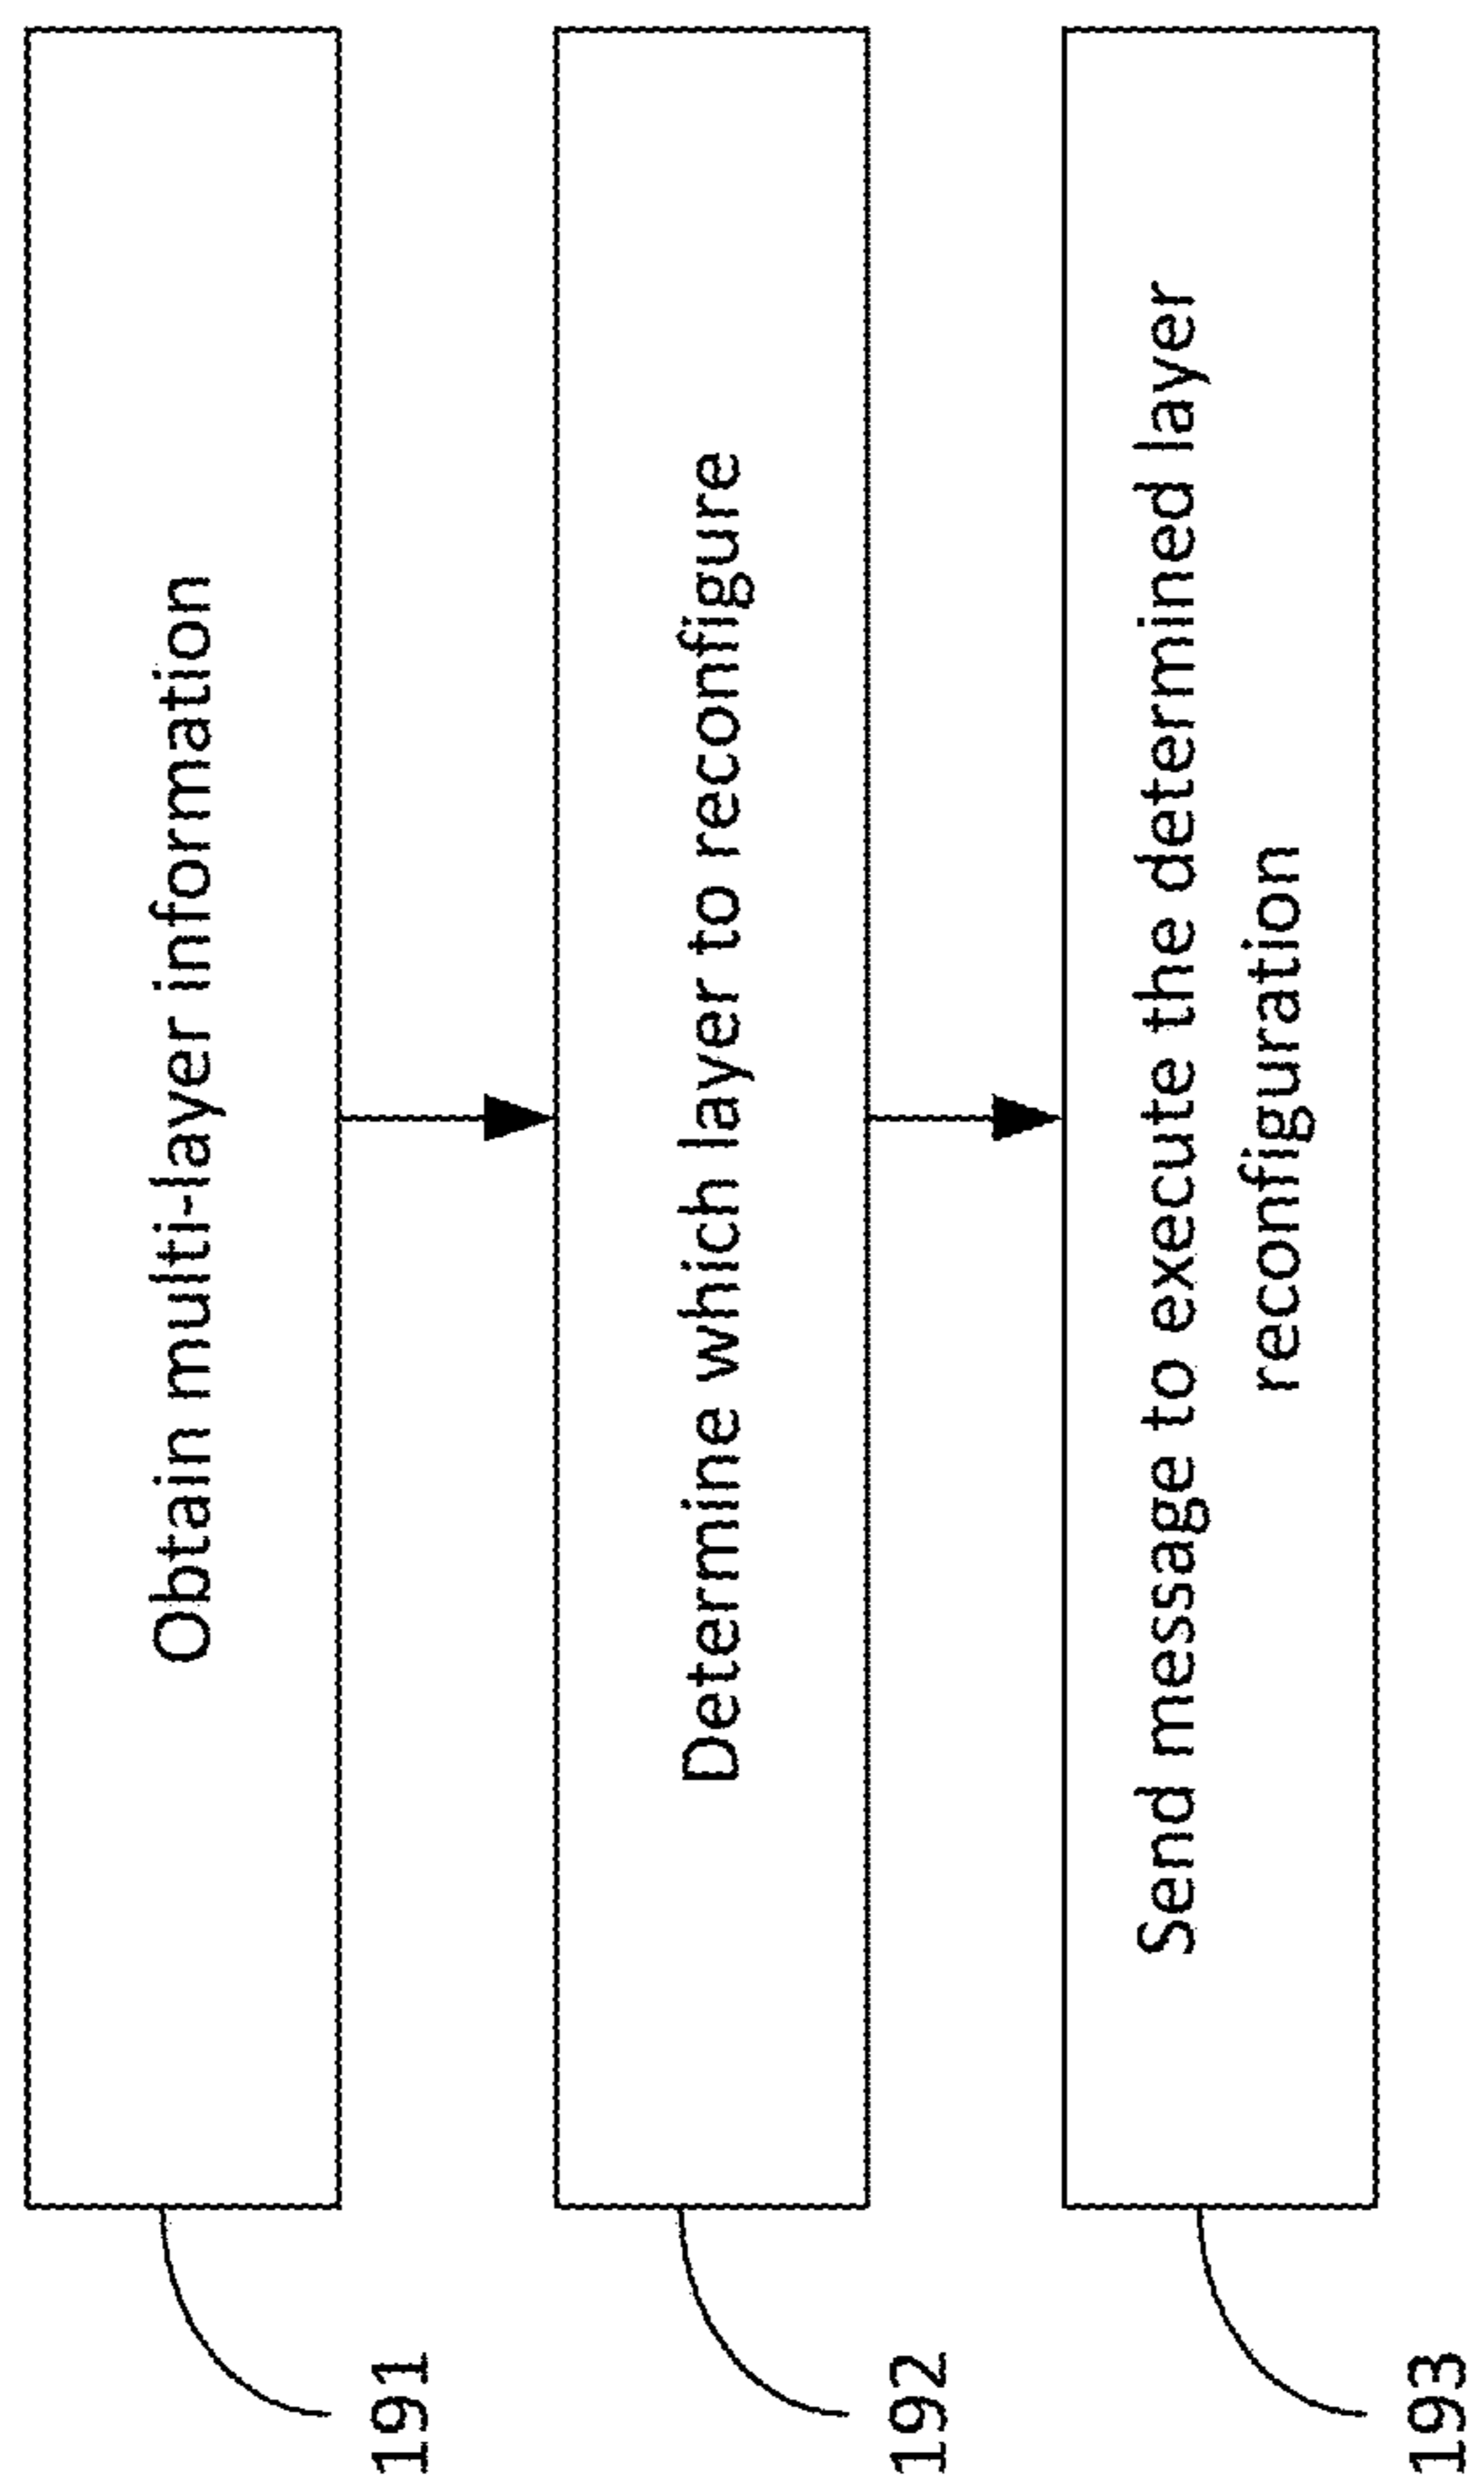 191
Obtain multi-layer information
192
Determine which layer to reconfigure
193
Send message to execute the determined layer
reconfiguration